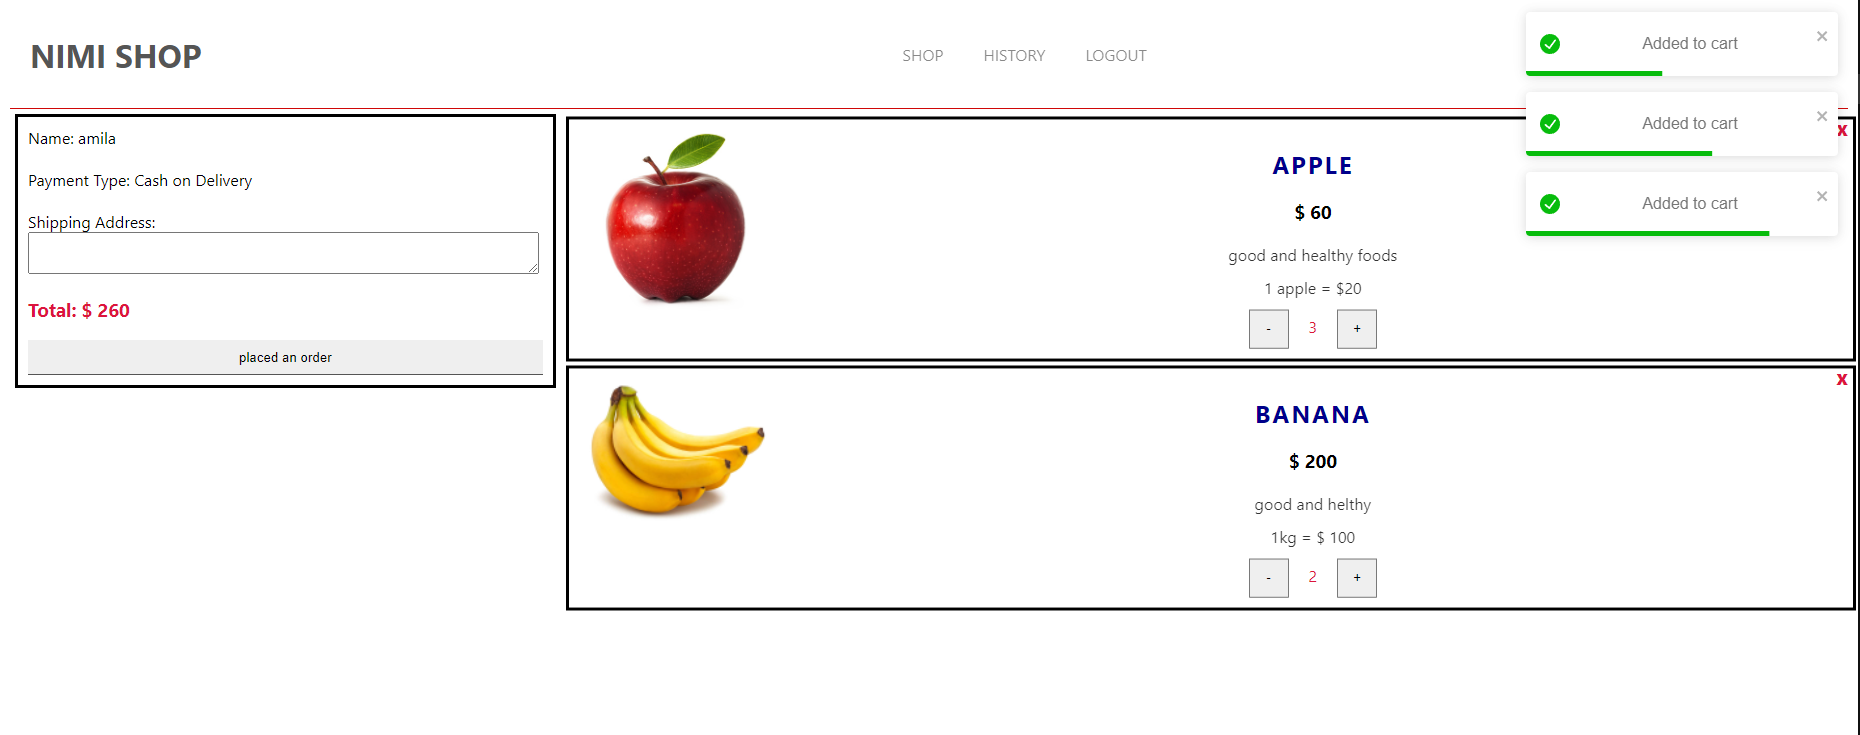 NIMI SHOP
SHOP HISTORY LOGOUT
Added to cart ×
Added to cart ×
Added to cart ×
Name: amila
Payment Type: Cash on Delivery
Shipping Address:
Total: $ 260
placed an order
X
APPLE
$ 60
good and healthy foods
1 apple = $20
- 3 +
X
BANANA
$ 200
good and helthy
1kg = $ 100
- 2 +